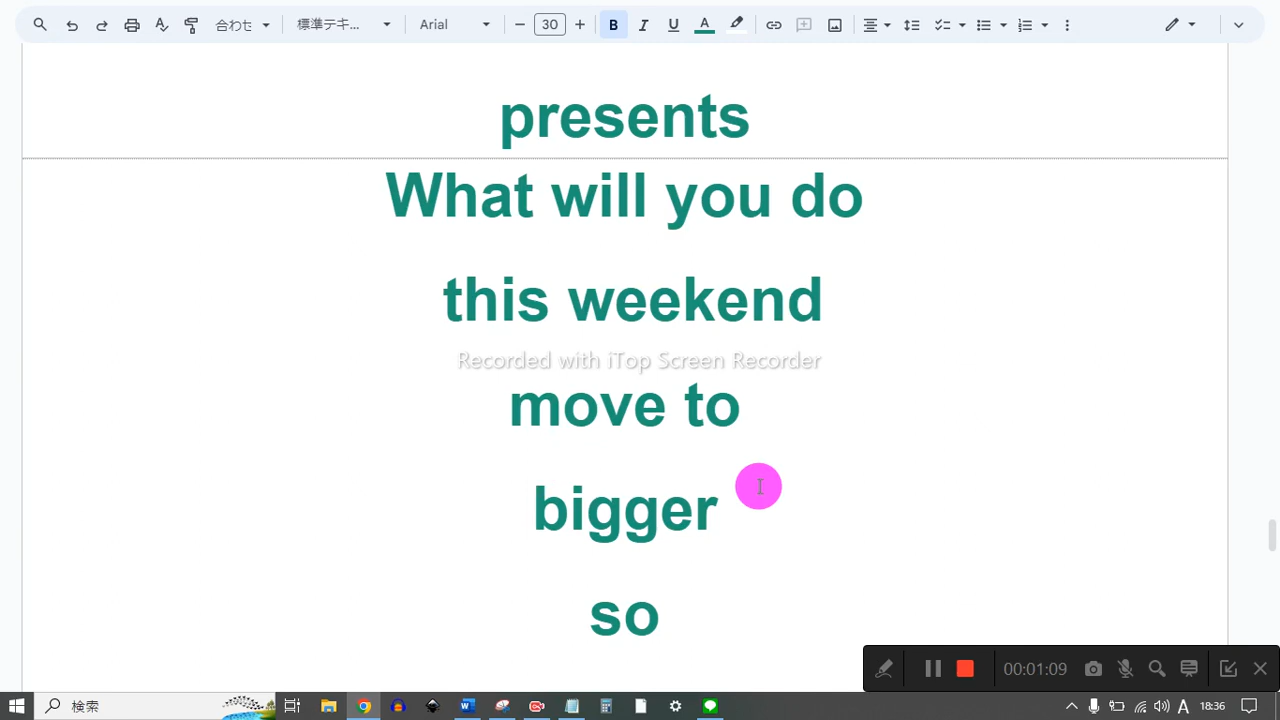 合わせ
標準テキ...
Arial
30
presents
What will you do
this weekend
Recorded with iTop Screen Recorder
move to
bigger
so
00:01:09
検索
A
18:36